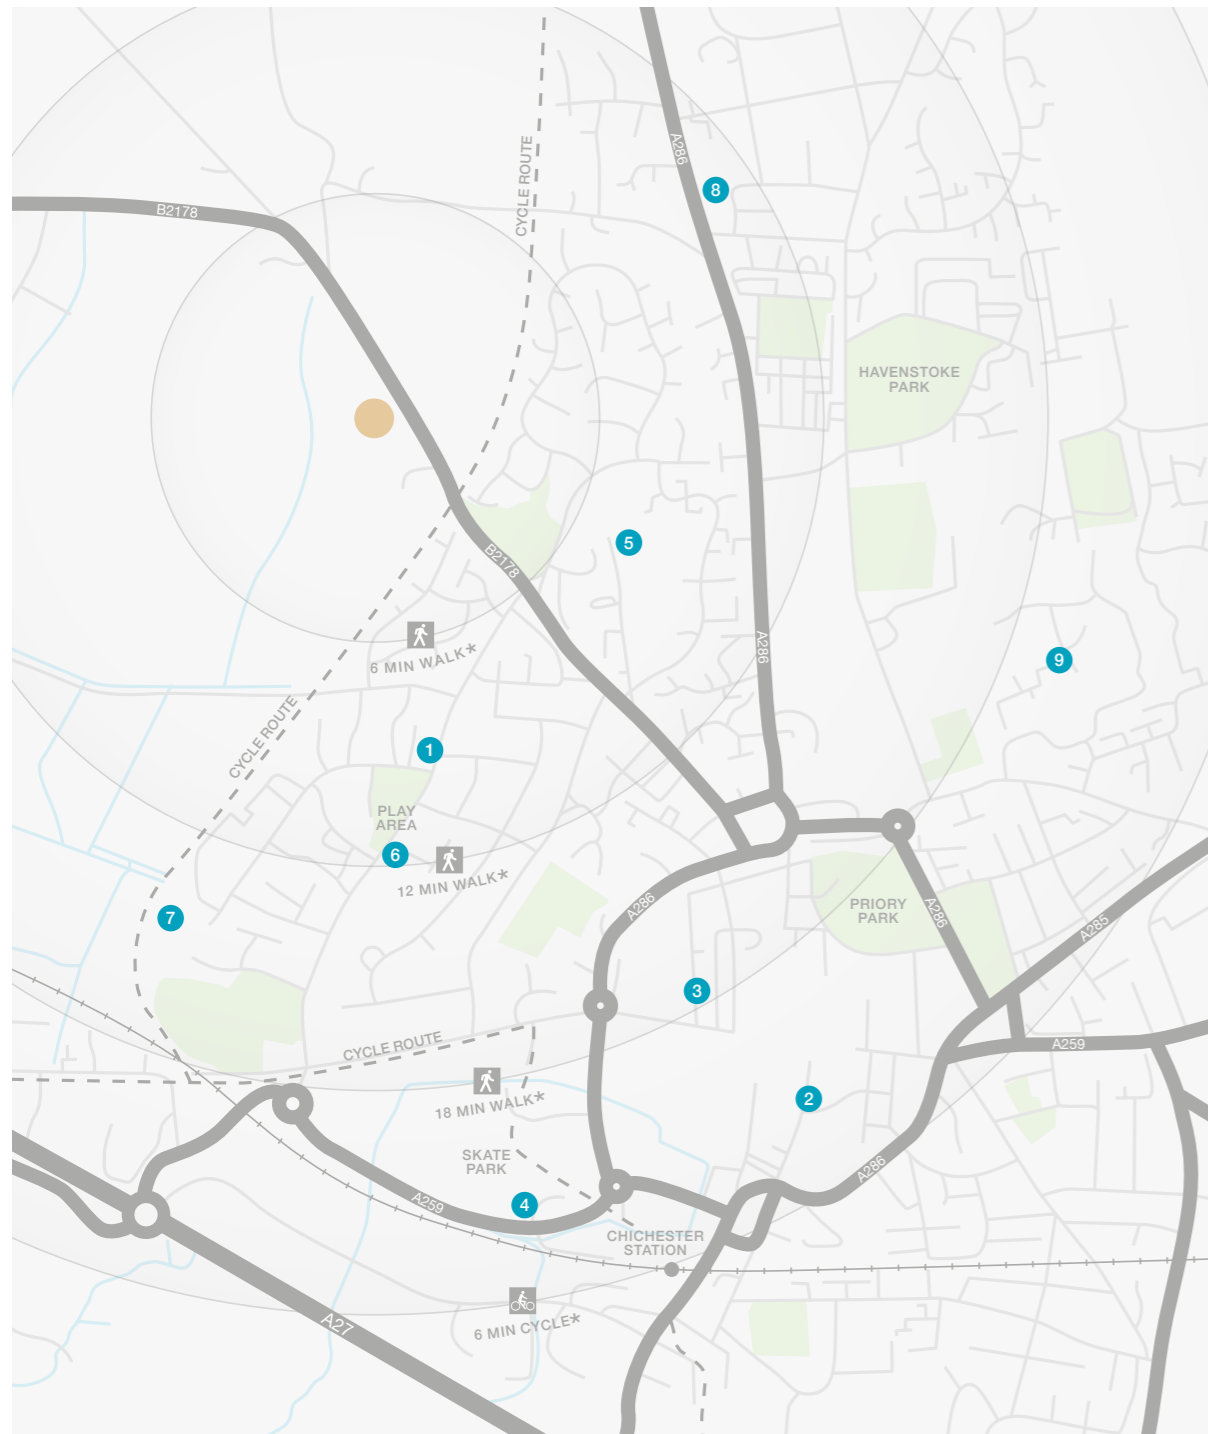 CYCLE ROUTE
A286
8
B2178
HAVENSTOKE
PARK
5
B2178
A286
6 MIN WALK*
9
CYCLE ROUTE
1
PLAY
AREA
6
12 MIN WALK*
A286
PRIORY
PARK
A286
7
A285
3
CYCLE ROUTE
A259
18 MIN WALK*
2
SKATE
PARK
A286
A259
4
CHICHESTER
STATION
A27
6 MIN CYCLE*